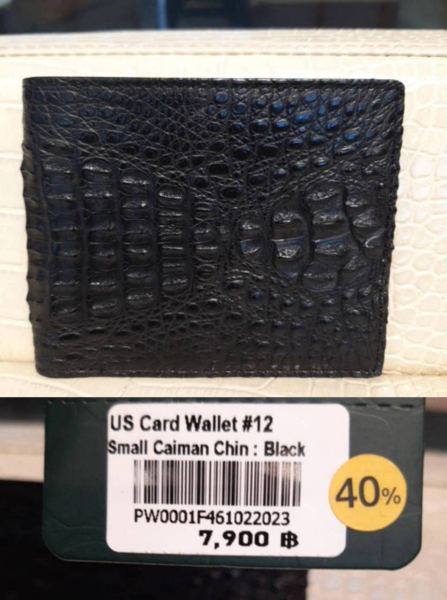 US Card Wallet #12
Small Caiman Chin : Black
PW0001F461022023
7,900 ฿
40%